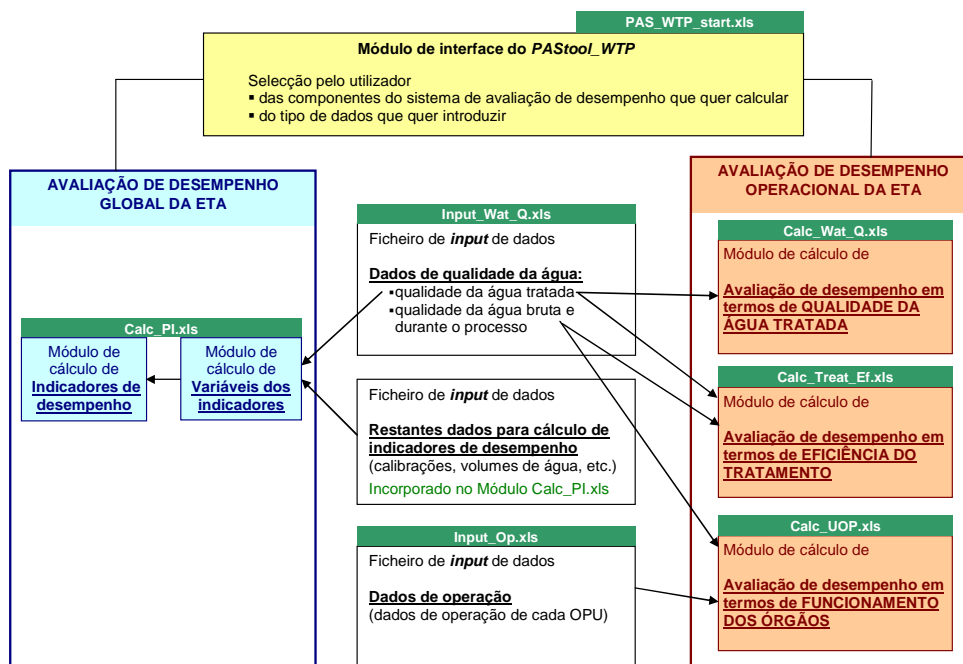 PAS_WTP_start.xls
Módulo de interface do PAStool_WTP
Selecção pelo utilizador
▪ das componentes do sistema de avaliação de desempenho que quer calcular
▪ do tipo de dados que quer introduzir
AVALIAÇÃO DE DESEMPENHO
GLOBAL DA ETA
Calc_PI.xls
Módulo de
cálculo de
Indicadores de
desempenho
Módulo de
cálculo de
Variáveis dos
indicadores
Input_Wat_Q.xls
Ficheiro de input de dados
Dados de qualidade da água:
▪qualidade da água tratada
▪qualidade da água bruta e
durante o processo
Ficheiro de input de dados
Restantes dados para cálculo de
indicadores de desempenho
(calibrações, volumes de água, etc.)
Incorporado no Módulo Calc_PI.xls
Input_Op.xls
Ficheiro de input de dados
Dados de operação
(dados de operação de cada OPU)
AVALIAÇÃO DE DESEMPENHO
OPERACIONAL DA ETA
Calc_Wat_Q.xls
Módulo de cálculo de
Avaliação de desempenho em
termos de QUALIDADE DA
ÁGUA TRATADA
Calc_Treat_Ef.xls
Módulo de cálculo de
Avaliação de desempenho em
termos de EFICIÊNCIA DO
TRATAMENTO
Calc_UOP.xls
Módulo de cálculo de
Avaliação de desempenho em
termos de FUNCIONAMENTO
DOS ÓRGÃOS